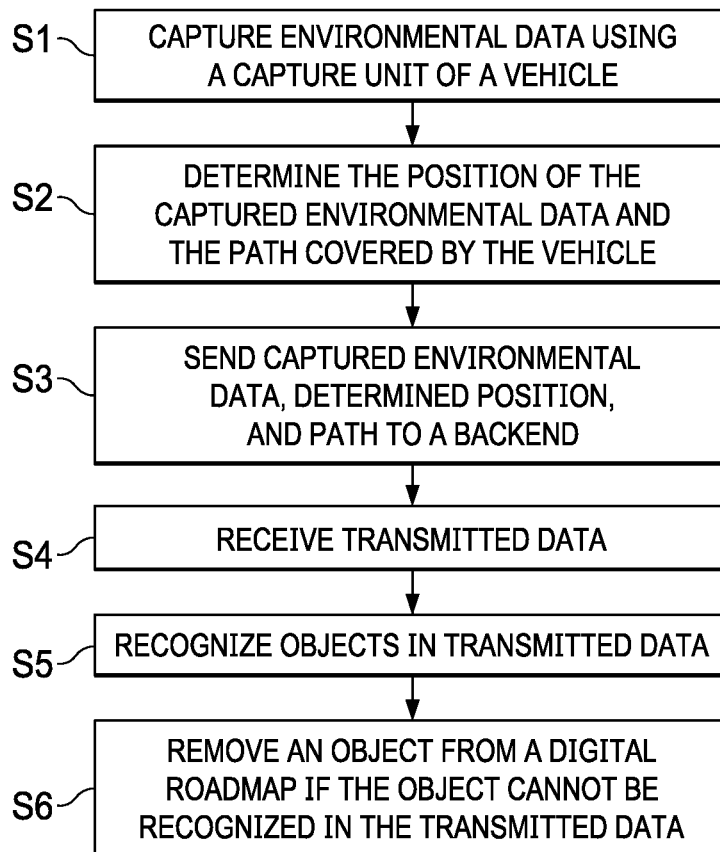 S1
CAPTURE ENVIRONMENTAL DATA USING
A CAPTURE UNIT OF A VEHICLE
S2
DETERMINE THE POSITION OF THE
CAPTURED ENVIRONMENTAL DATA AND
THE PATH COVERED BY THE VEHICLE
S3
SEND CAPTURED ENVIRONMENTAL
DATA, DETERMINED POSITION,
AND PATH TO A BACKEND
S4
RECEIVE TRANSMITTED DATA
S5
RECOGNIZE OBJECTS IN TRANSMITTED DATA
S6
REMOVE AN OBJECT FROM A DIGITAL
ROADMAP IF THE OBJECT CANNOT BE
RECOGNIZED IN THE TRANSMITTED DATA